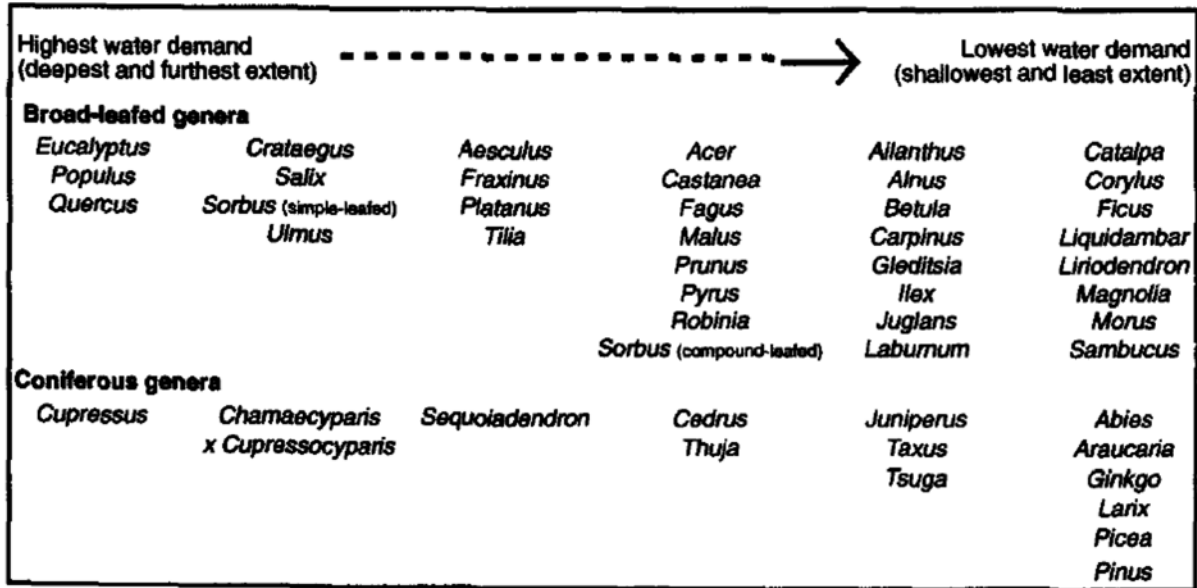 Highest water demand Lowest water demand
(deepest and furthest extent) (shallowest and least extent)
Broad-leafed genera
Eucalyptus Crataegus Aesculus Acer Ailanthus Catalpa
Populus Salix Fraxinus Castanea Alnus Corylus
Quercus Sorbus (simple-leafed) Platanus Fagus Betula Ficus
Ulmus Tilia Malus Carpinus Liquidambar
Prunus Gleditsia Liriodendron
Pyrus Ilex Magnolia
Robinia Juglans Morus
Sorbus (compound-leafed) Laburnum Sambucus
Coniferous genera
Cupressus Chamaecyparis Sequoiadendron Cedrus Juniperus Abies
x Cupressocyparis Thuja Taxus Araucaria
Tsuga Ginkgo
Larix
Picea
Pinus